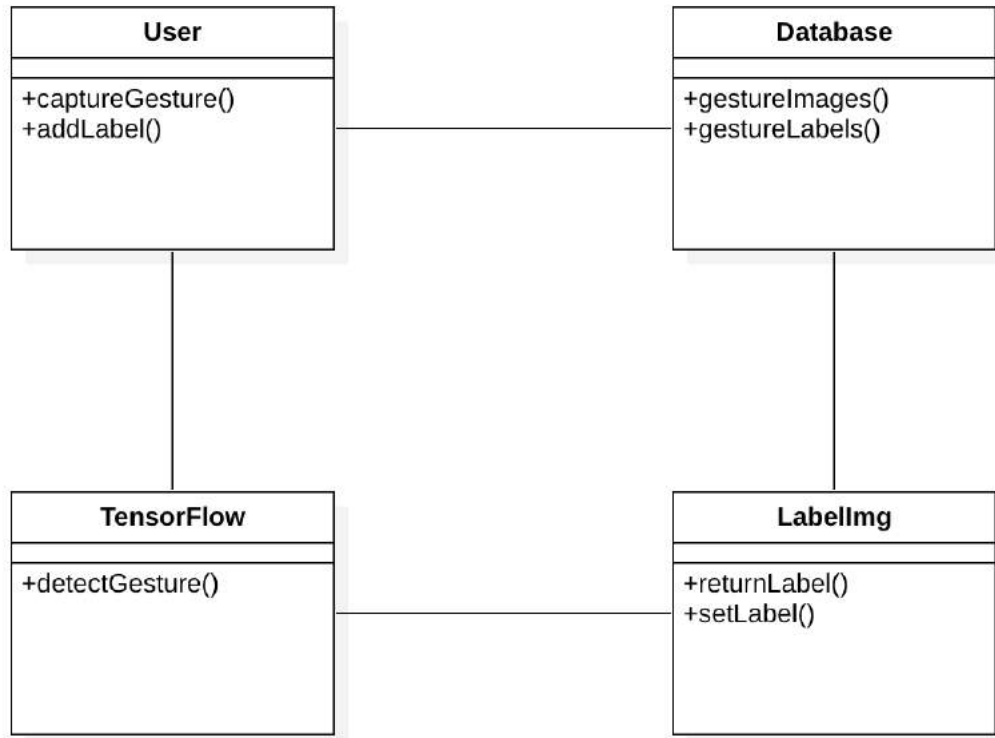 User
+captureGesture()
+addLabel()
Database
+gestureImages()
+gestureLabels()
TensorFlow
+detectGesture()
LabelImg
+returnLabel()
+setLabel()